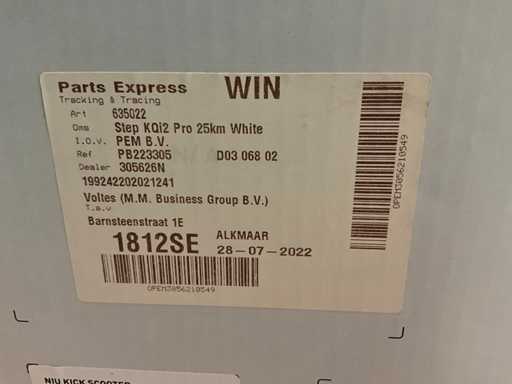 Parts Express WIN
Tracking & Tracing
Art 635022
Oms Step KQi2 Pro 25km White
I.o.v. PEM B.V.
Ref PB223305 D03 068 02
Dealer 305626N
199242202021241
Voltes (M.M. Business Group B.V.)
T.a.v
Barnsteenstraat 1E
1812SE ALKMAAR
28-07-2022
OPEM3056210549
OPEM3056210549
NIU KICK SCOOTER